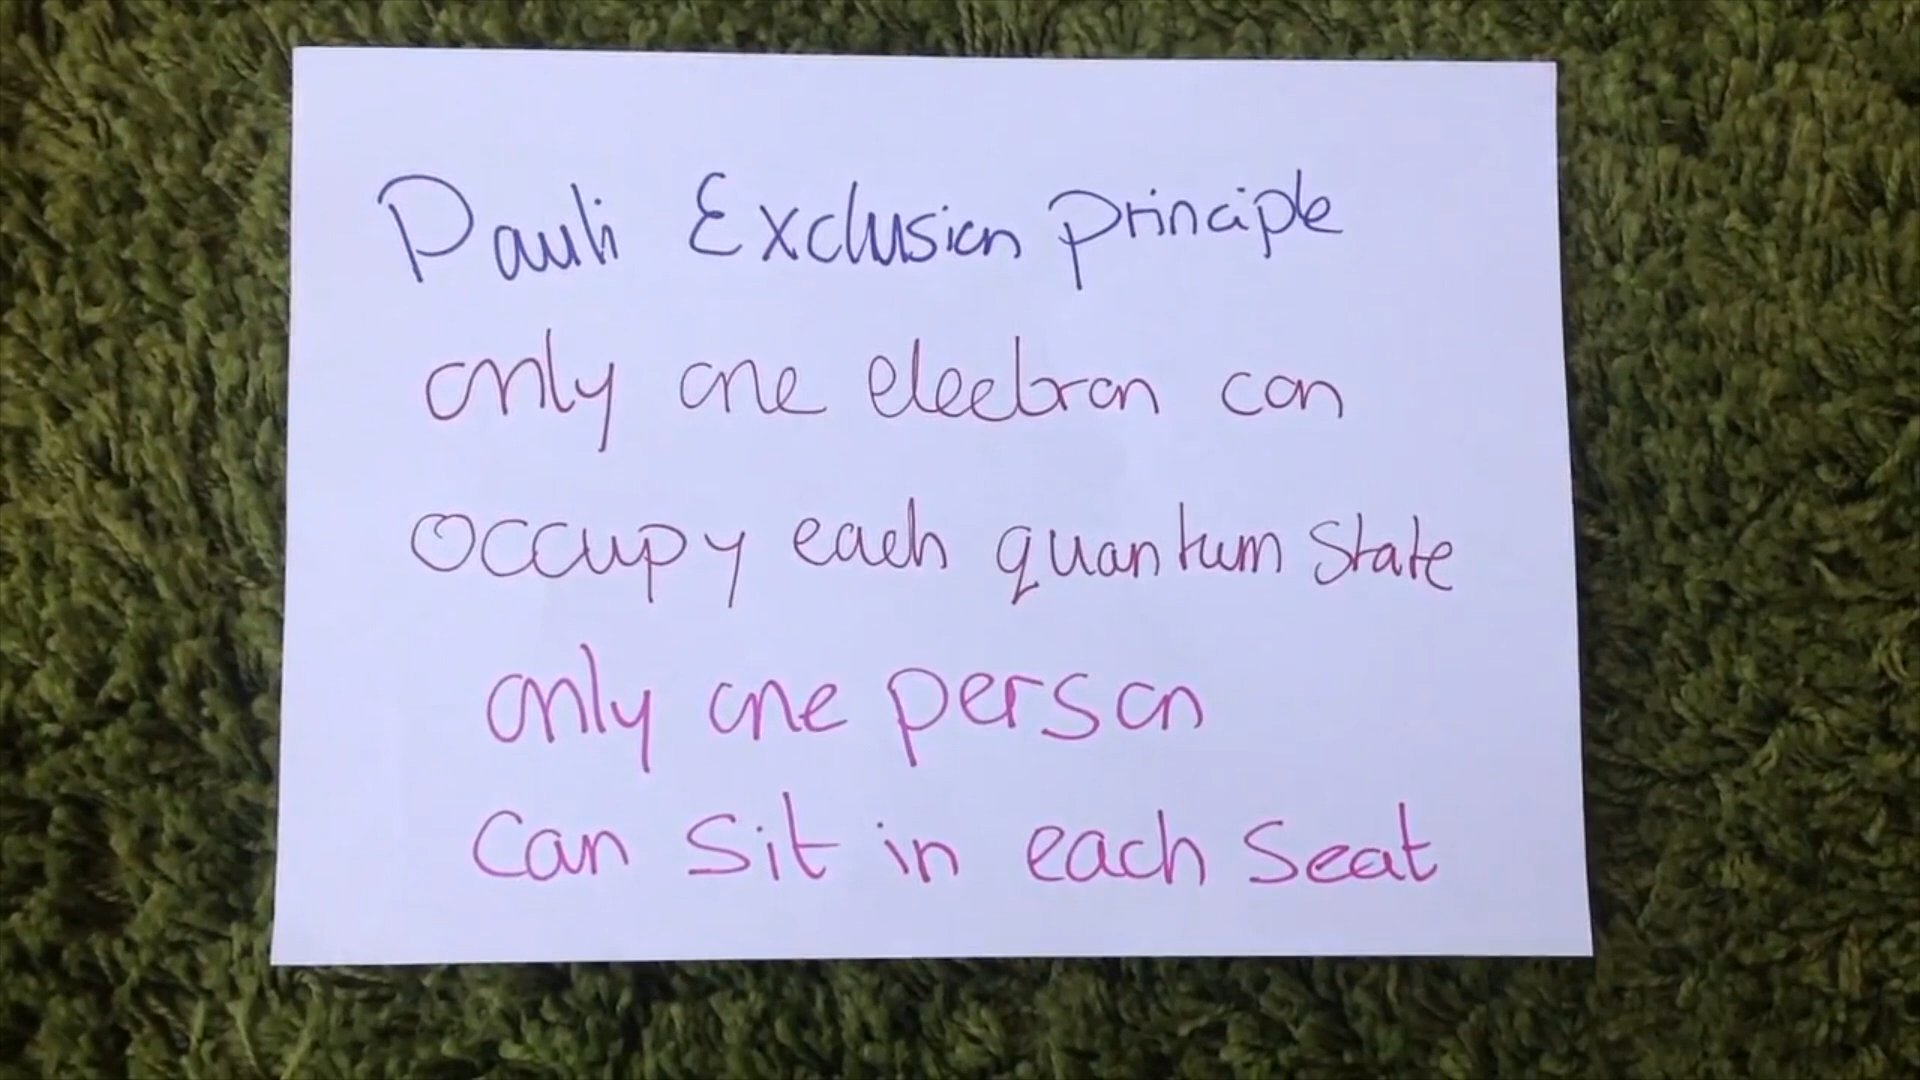 Pauli Exclusion principle
only one electron can
occupy each quantum state
only one person
can sit in each seat